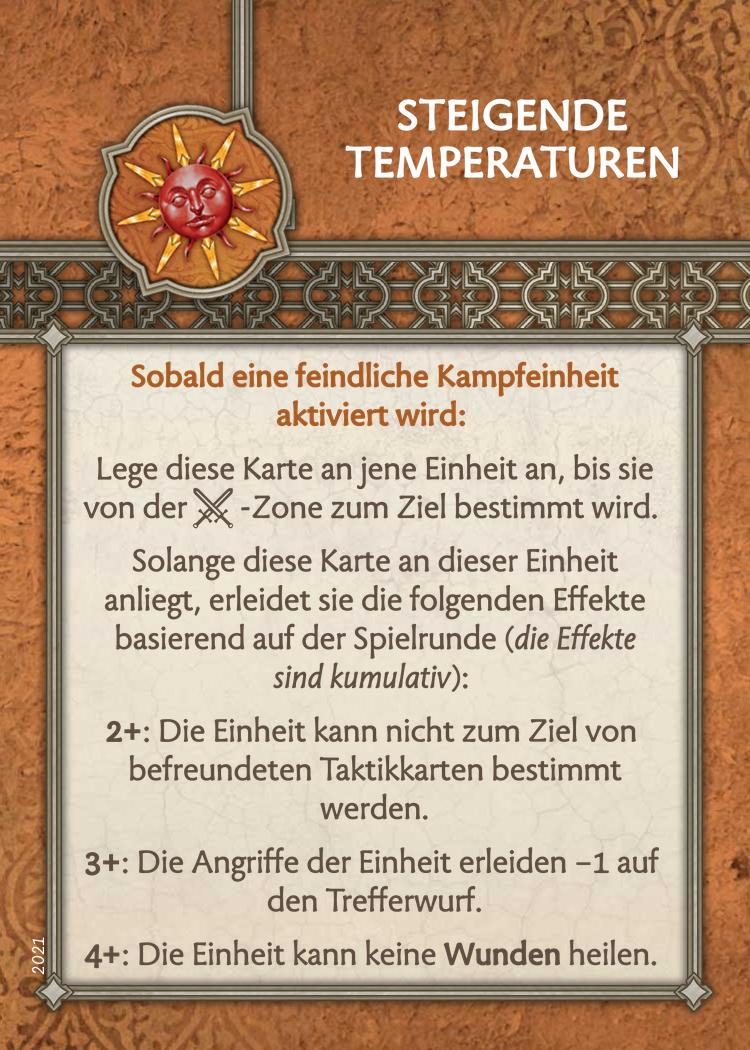 STEIGENDE
TEMPERATUREN
Sobald eine feindliche Kampfeinheit
aktiviert wird:
Lege diese Karte an jene Einheit an, bis sie
von der -Zone zum Ziel bestimmt wird.
Solange diese Karte an dieser Einheit
anliegt, erleidet sie die folgenden Effekte
basierend auf der Spielrunde (die Effekte
sind kumulativ):
2+: Die Einheit kann nicht zum Ziel von
befreundeten Taktikkarten bestimmt
werden.
3+: Die Angriffe der Einheit erleiden −1 auf
den Trefferwurf.
4+: Die Einheit kann keine Wunden heilen.
2021